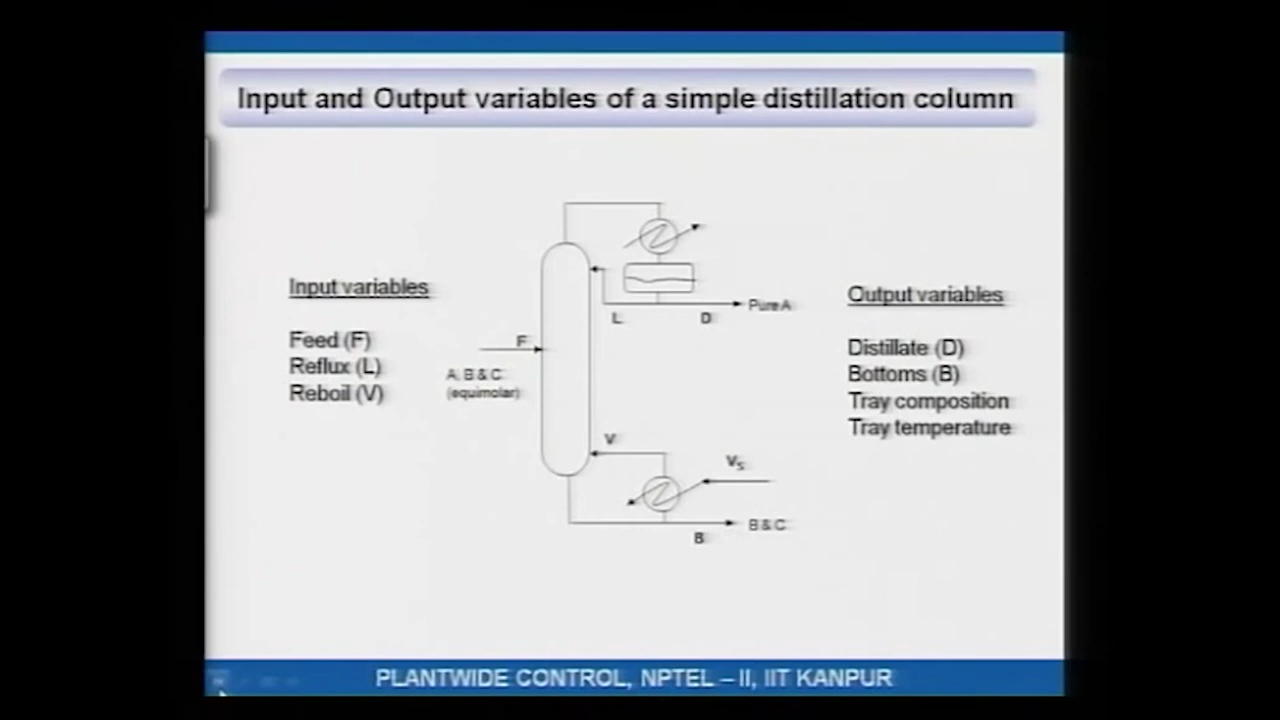 Input and Output variables of a simple distillation column
Input variables
Feed (F)
Reflux (L)
Reboil (V)
F
A, B & C
(equimolar)
L
D
Pure A
V
Vs
B
B & C
Output variables
Distillate (D)
Bottoms (B)
Tray composition
Tray temperature
PLANTWIDE CONTROL, NPTEL – II, IIT KANPUR